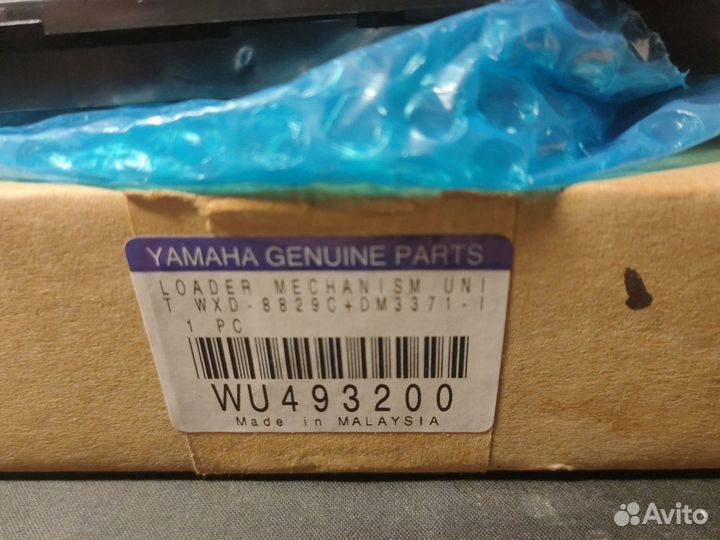 YAMAHA GENUINE PARTS
LOADER MECHANISM UNI
T WXD-8829C+DM3371-I
1 PC
WU493200
Made in MALAYSIA
Avito